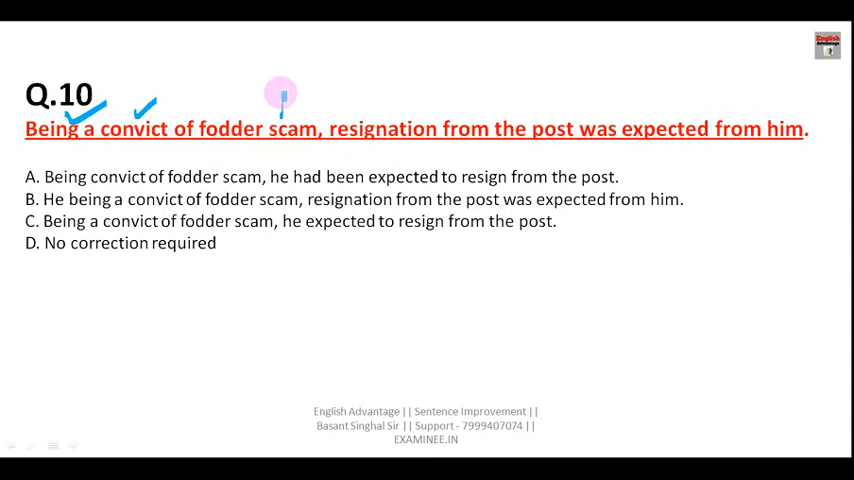 English
Advantage
Q.10
Being a convict of fodder scam, resignation from the post was expected from him.
A. Being convict of fodder scam, he had been expected to resign from the post.
B. He being a convict of fodder scam, resignation from the post was expected from him.
C. Being a convict of fodder scam, he expected to resign from the post.
D. No correction required
English Advantage || Sentence Improvement ||
Basant Singhal Sir || Support - 7999407074 ||
EXAMINEE.IN